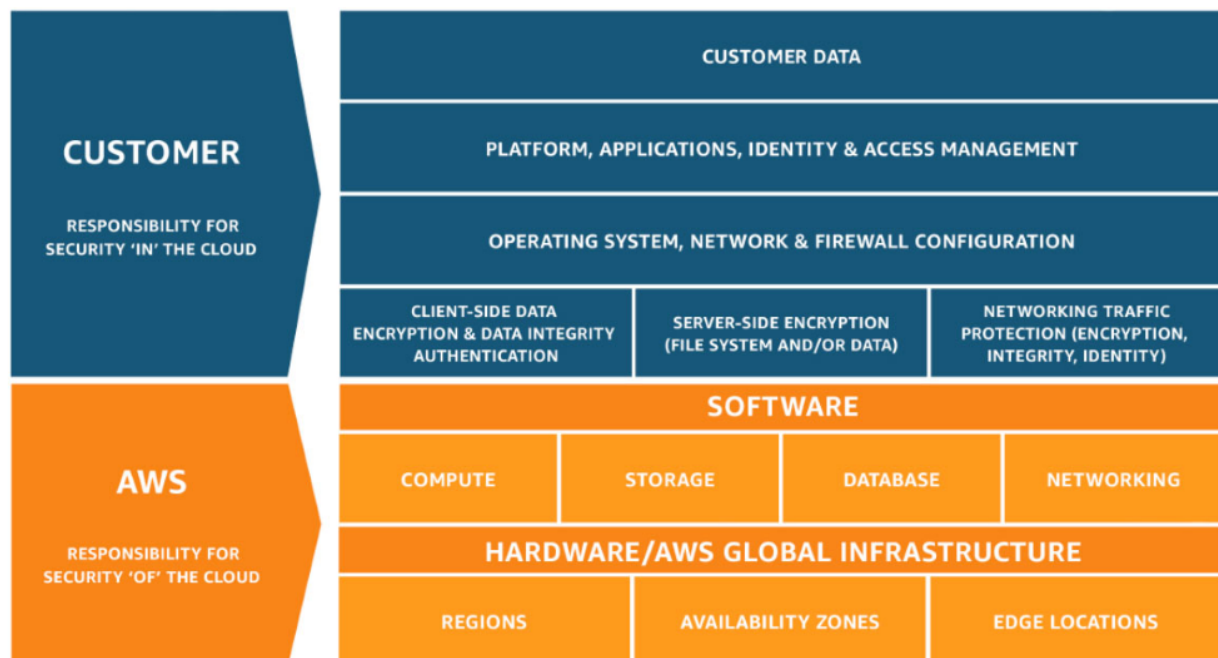 CUSTOMER
RESPONSIBILITY FOR
SECURITY ‘IN’ THE CLOUD
CUSTOMER DATA
PLATFORM, APPLICATIONS, IDENTITY & ACCESS MANAGEMENT
OPERATING SYSTEM, NETWORK & FIREWALL CONFIGURATION
CLIENT-SIDE DATA
ENCRYPTION & DATA INTEGRITY
AUTHENTICATION
SERVER-SIDE ENCRYPTION
(FILE SYSTEM AND/OR DATA)
NETWORKING TRAFFIC
PROTECTION (ENCRYPTION,
INTEGRITY, IDENTITY)
AWS
RESPONSIBILITY FOR
SECURITY ‘OF’ THE CLOUD
SOFTWARE
COMPUTE
STORAGE
DATABASE
NETWORKING
HARDWARE/AWS GLOBAL INFRASTRUCTURE
REGIONS
AVAILABILITY ZONES
EDGE LOCATIONS